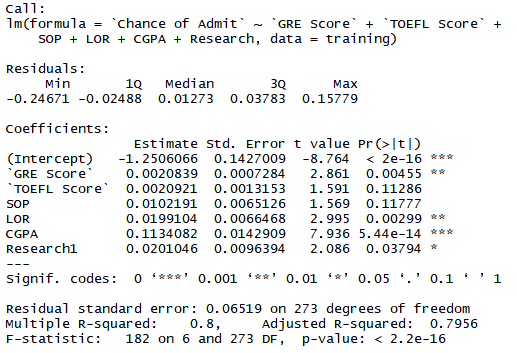 Call:
lm(formula = `Chance of Admit` ~ `GRE Score` + `TOEFL Score` +
    SOP + LOR + CGPA + Research, data = training)
Residuals:
     Min       1Q   Median       3Q      Max
-0.24671 -0.02488  0.01273  0.03783  0.15779
Coefficients:
                Estimate Std. Error t value Pr(>|t|)
(Intercept)   -1.2506066  0.1427009  -8.764  < 2e-16 ***
`GRE Score`    0.0020839  0.0007284   2.861  0.00455 **
`TOEFL Score`  0.0020921  0.0013153   1.591  0.11286
SOP            0.0102191  0.0065126   1.569  0.11777
LOR            0.0199104  0.0066468   2.995  0.00299 **
CGPA           0.1134082  0.0142909   7.936 5.44e-14 ***
Research1      0.0201046  0.0096394   2.086  0.03794 *
---
Signif. codes:  0 ‘***’ 0.001 ‘**’ 0.01 ‘*’ 0.05 ‘.’ 0.1 ‘ ’ 1
Residual standard error: 0.06519 on 273 degrees of freedom
Multiple R-squared:    0.8,	Adjusted R-squared:  0.7956
F-statistic:   182 on 6 and 273 DF,  p-value: < 2.2e-16